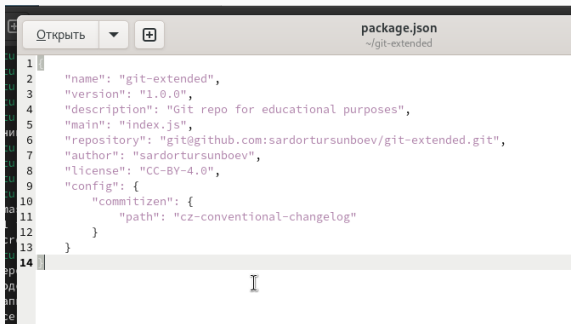 Открыть
package.json
~/git-extended
1 {
2 "name": "git-extended",
3 "version": "1.0.0",
4 "description": "Git repo for educational purposes",
5 "main": "index.js",
6 "repository": "git@github.com:sardortursunboev/git-extended.git",
7 "author": "sardortursunboev",
8 "license": "CC-BY-4.0",
9 "config": {
10 "commitizen": {
11 "path": "cz-conventional-changelog"
12 }
13 }
14 }